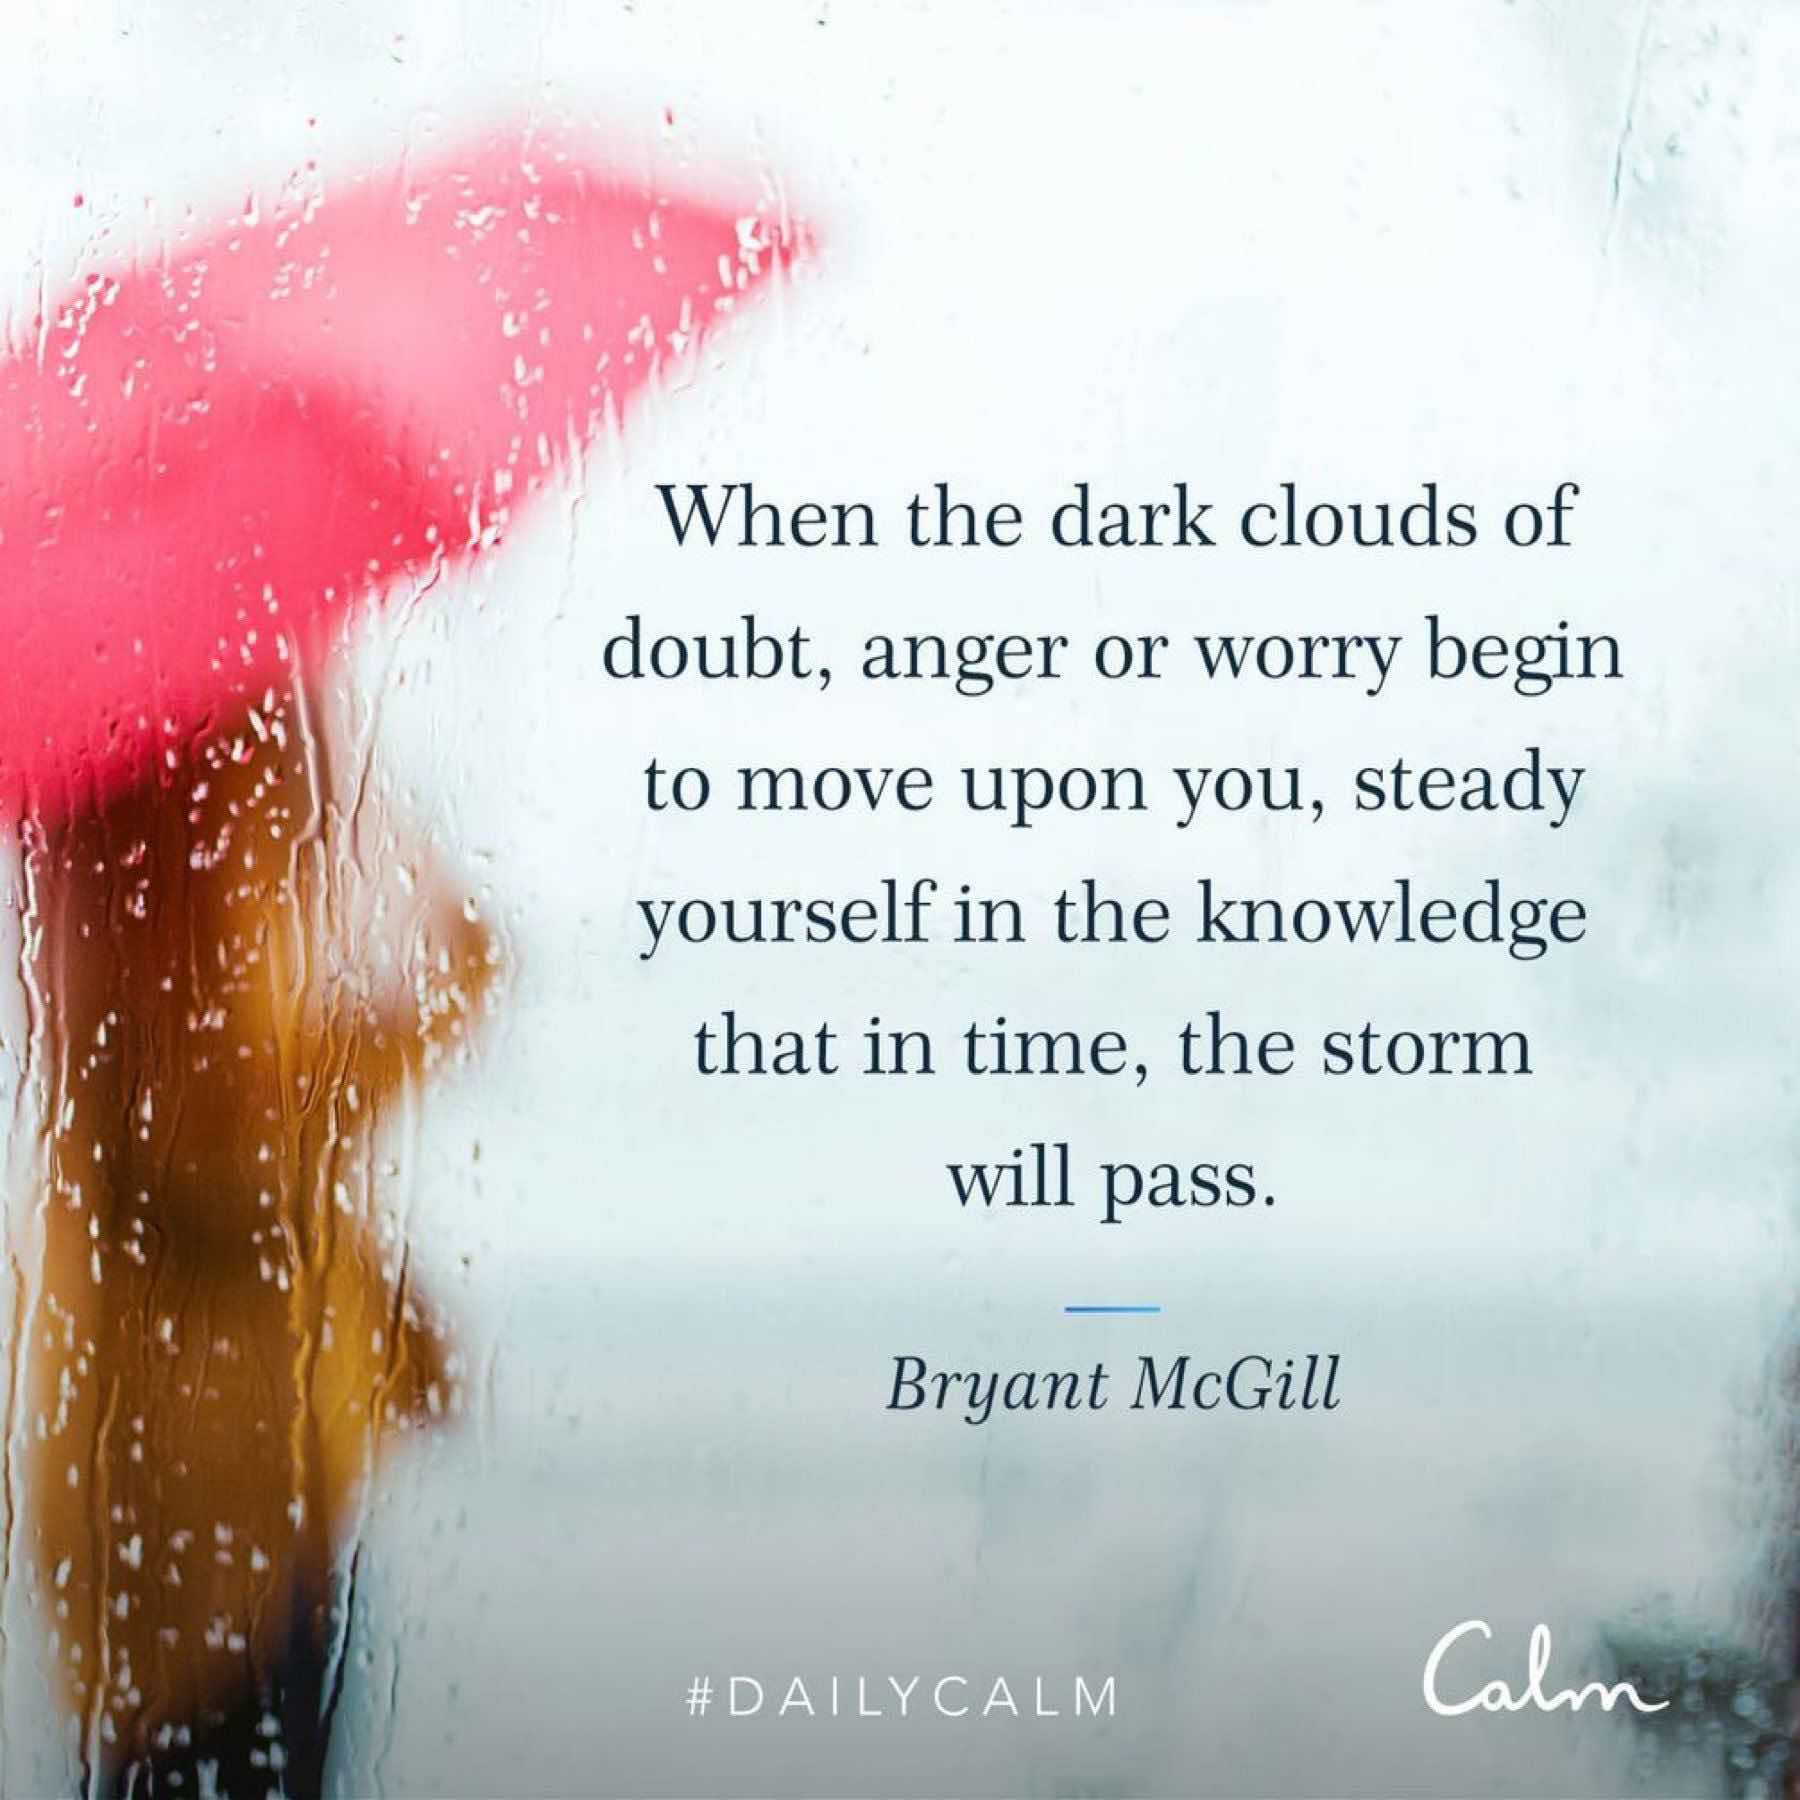 When the dark clouds of
doubt, anger or worry begin
to move upon you, steady
yourself in the knowledge
that in time, the storm
will pass.
Bryant McGill
#DAILYCALM
Calm